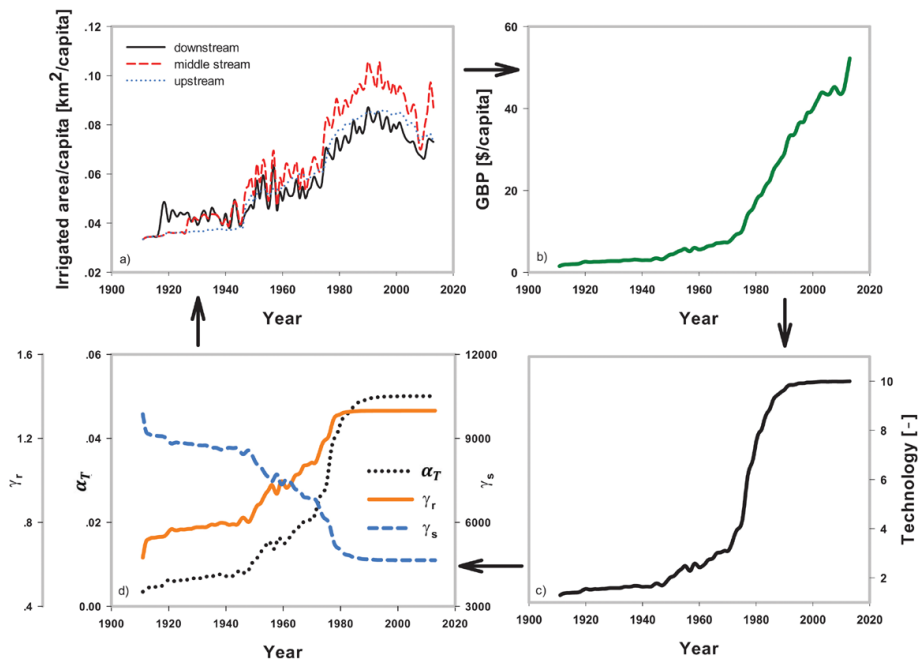 .12
.10
.08
.06
.04
.02
Irrigated area/capita [km²/capita]
downstream
middle stream
upstream
a)
1900 1920 1940 1960 1980 2000 2020
Year
60
40
20
0
GBP [$/capita]
b)
1900 1920 1940 1960 1980 2000 2020
Year
1.6
1.2
.8
.4
γr
.06
.04
.02
0.00
αT
12000
9000
6000
3000
γs
αT
γr
γs
d)
1900 1920 1940 1960 1980 2000 2020
Year
10
8
6
4
2
Technology [-]
c)
1900 1920 1940 1960 1980 2000 2020
Year